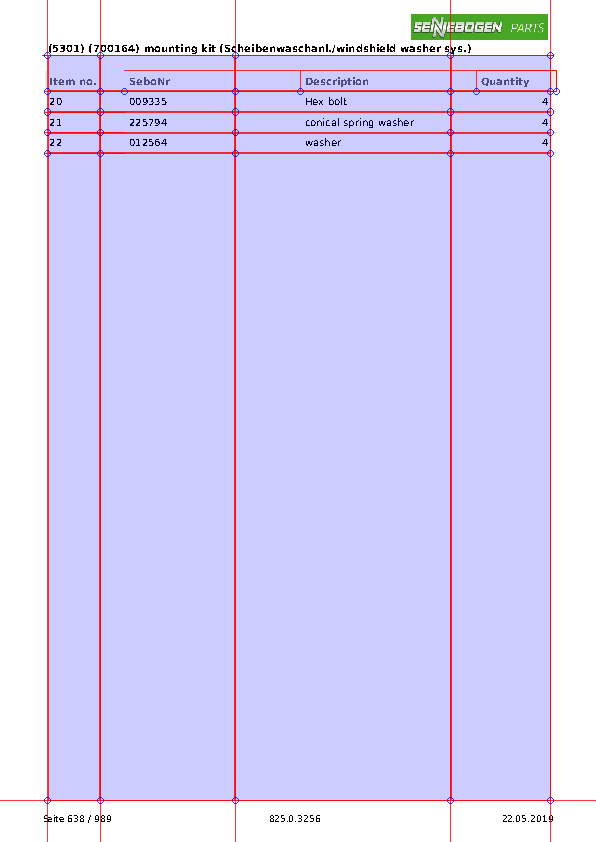 SENNEBOGEN PARTS
(5301) (700164) mounting kit (Scheibenwaschanl./windshield washer sys.)
Item no. SeboNr Description Quantity
20 009335 Hex bolt 4
21 225794 conical spring washer 4
22 012564 washer 4
Seite 638 / 989 825.0.3256 22.05.2019